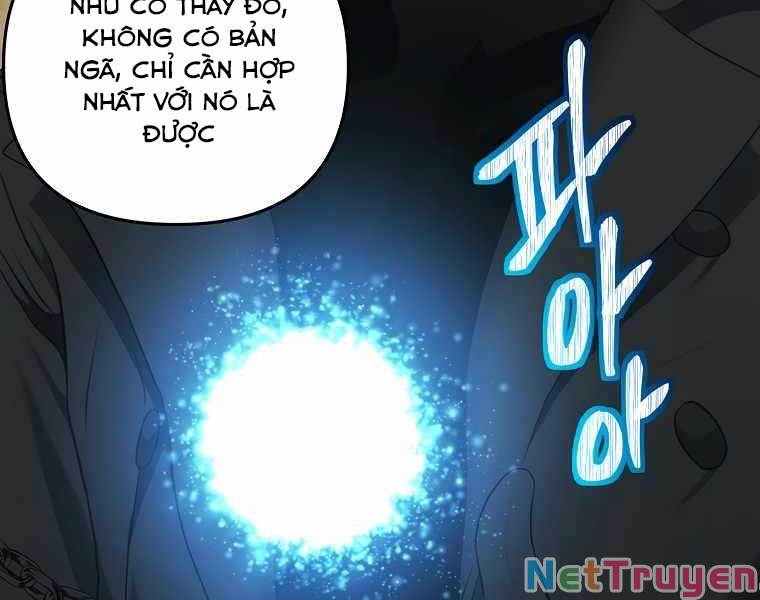 NHƯ CÔ THẤY ĐÓ,
KHÔNG CÓ BẢN
NGÃ, CHỈ CẦN HỢP
NHẤT VỚI NÓ LÀ
ĐƯỢC
파아아
NetTruyen